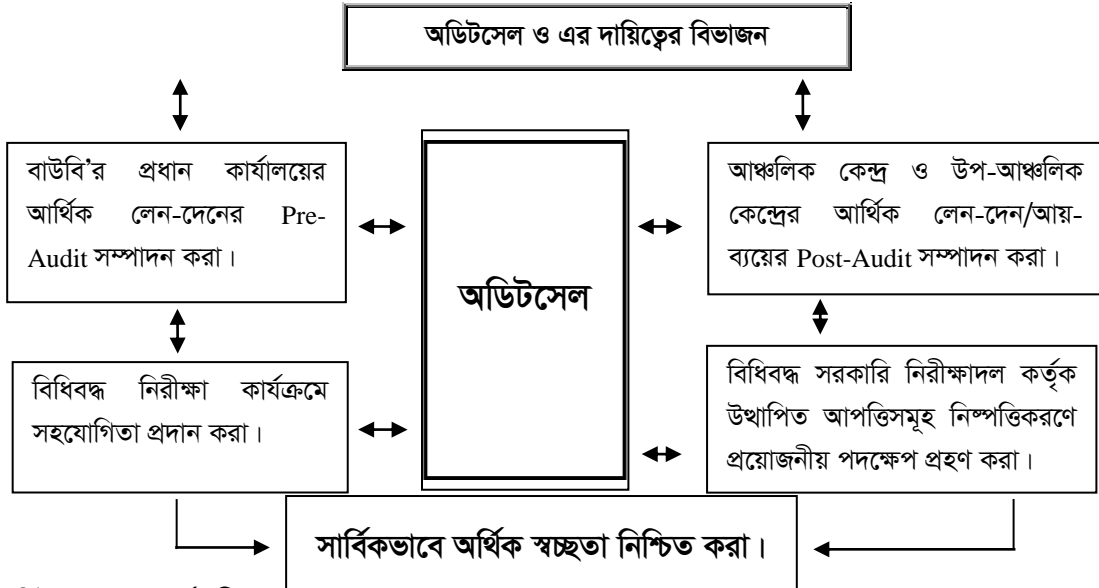 অডিটসেল ও এর দায়িত্বের বিভাজন
বাউবি'র প্রধান কার্যালয়ের
আর্থিক লেন-দেনের Pre-
Audit সম্পাদন করা।
আঞ্চলিক কেন্দ্র ও উপ-আঞ্চলিক
কেন্দ্রের আর্থিক লেন-দেন/আয়-
ব্যয়ের Post-Audit সম্পাদন করা।
অডিটসেল
বিধিবদ্ধ নিরীক্ষা কার্যক্রমে
সহযোগিতা প্রদান করা।
বিধিবদ্ধ সরকারি নিরীক্ষাদল কর্তৃক
উত্থাপিত আপত্তিসমূহ নিষ্পত্তিকরণে
প্রয়োজনীয় পদক্ষেপ গ্রহণ করা।
সার্বিকভাবে আর্থিক স্বচ্ছতা নিশ্চিত করা।